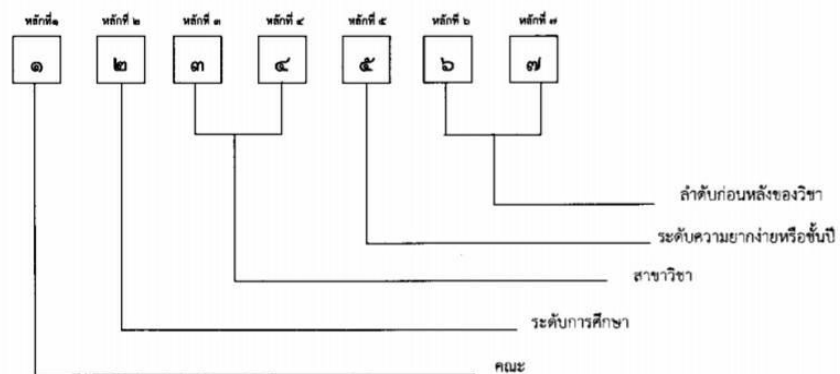 หลักที่๑ หลักที่ ๒ หลักที่ ๓ หลักที่ ๔ หลักที่ ๕ หลักที่ ๖ หลักที่ ๗
๑ ๒ ๓ ๔ ๕ ๖ ๗
ลำดับก่อนหลังของวิชา
ระดับความยากง่ายหรือชั้นปี
สาขาวิชา
ระดับการศึกษา
คณะ